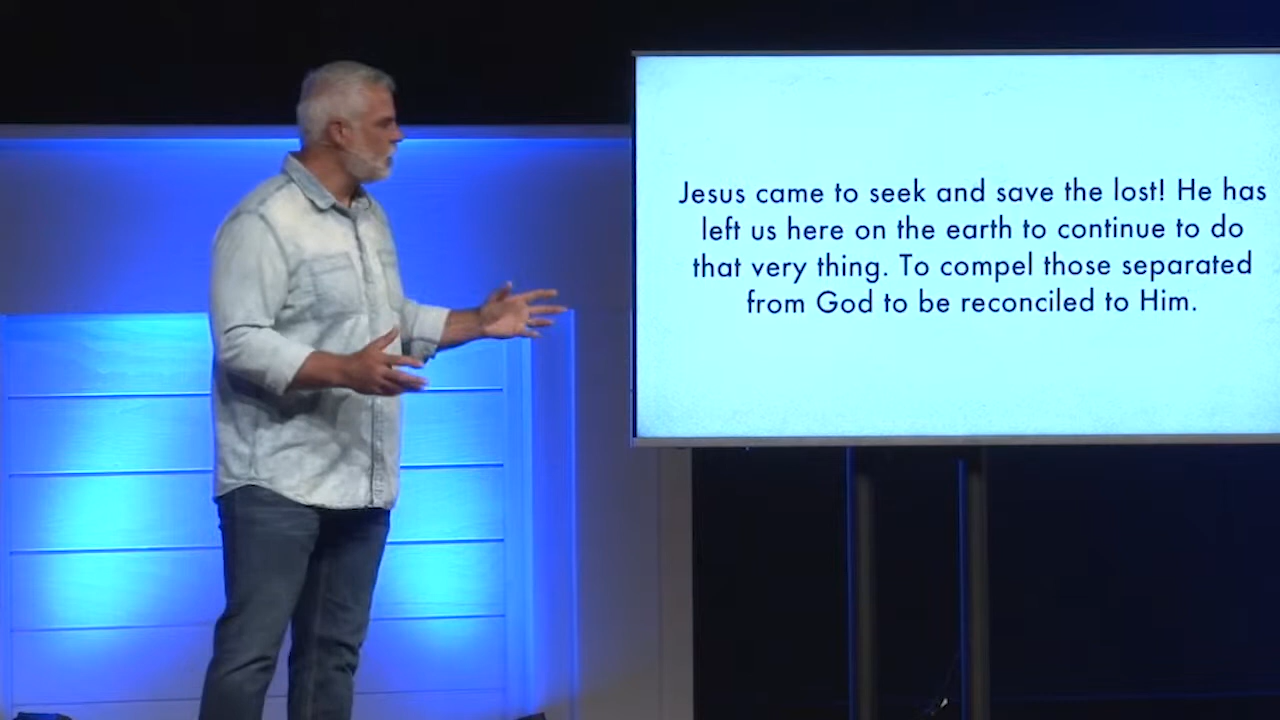 Jesus came to seek and save the lost! He has
left us here on the earth to continue to do
that very thing. To compel those separated
from God to be reconciled to Him.